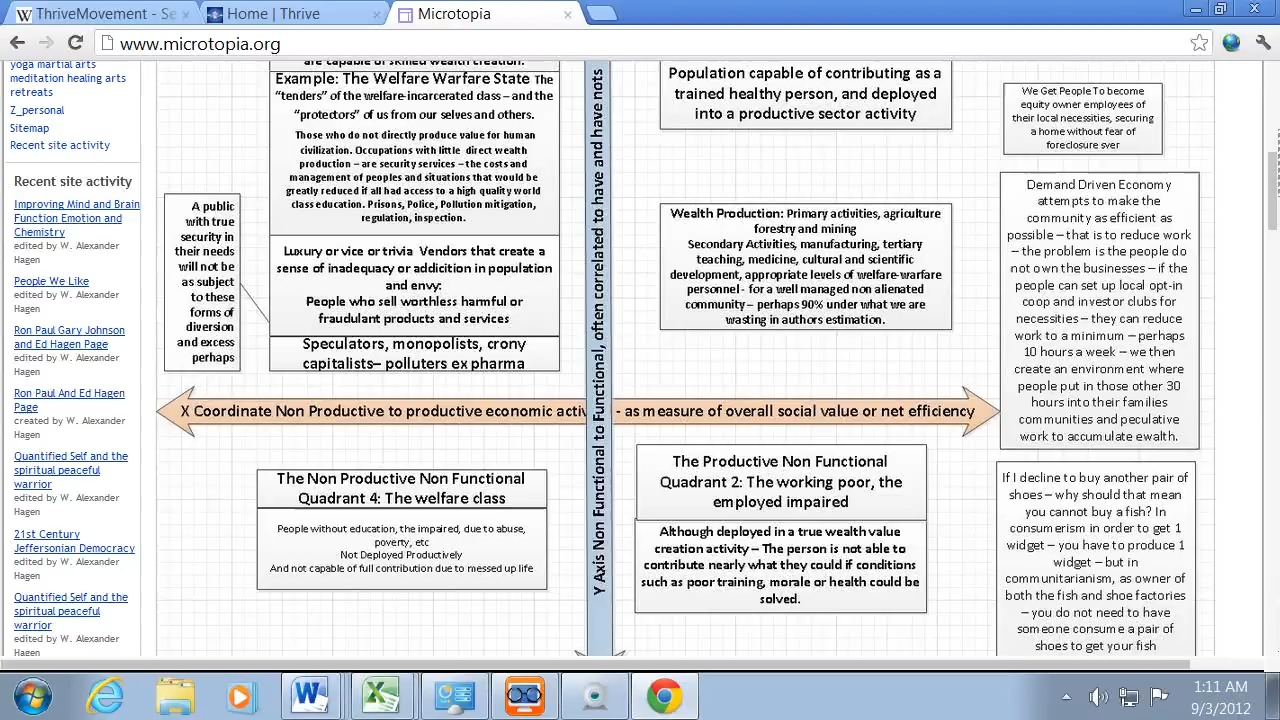 ThriveMovement - Se
Home | Thrive
Microtopia
www.microtopia.org
yoga martial arts
meditation healing arts
retreats
Z_personal
Sitemap
Recent site activity
Recent site activity
Improving Mind and Brain
Function Emotion and
Chemistry
edited by W. Alexander
Hagen
People We Like
edited by W. Alexander
Hagen
Ron Paul Gary Johnson
and Ed Hagen Page
edited by W. Alexander
Hagen
Ron Paul And Ed Hagen
Page
created by W. Alexander
Hagen
Quantified Self and the
spiritual peaceful
warrior
edited by W. Alexander
Hagen
21st Century
Jeffersonian Democracy
edited by W. Alexander
Hagen
Quantified Self and the
spiritual peaceful
warrior
edited by W. Alexander
Hagen
A public
with true
security in
their needs
will not be
as subject
to these
forms of
diversion
and excess
perhaps
are capable of skilled wealth creation.
Example: The Welfare Warfare State The
“tenders” of the welfare-incarcerated class – and the
“protectors” of us from our selves and others.
Those who do not directly produce value for human
civilization. Occupations with little direct wealth
production – are security services – the costs and
management of peoples and situations that would be
greatly reduced if all had access to a high quality world
class education. Prisons, Police, Pollution mitigation,
regulation, inspection.
Luxury or vice or trivia Vendors that create a
sense of inadequacy or addicition in population
and envy:
People who sell worthless harmful or
fraudulent products and services
Speculators, monopolists, crony
capitalists– polluters ex pharma
X Coordinate Non Productive to productive economic activ - as measure of overall social value or net efficiency
The Non Productive Non Functional
Quadrant 4: The welfare class
People without education, the impaired, due to abuse,
poverty, etc
Not Deployed Productively
And not capable of full contribution due to messed up life
Y Axis Non Functional to Functional, often correlated to have and have nots
Population capable of contributing as a
trained healthy person, and deployed
into a productive sector activity
Wealth Production: Primary activities, agriculture
forestry and mining
Secondary Activities, manufacturing, tertiary
teaching, medicine, cultural and scientific
development, appropriate levels of welfare-warfare
personnel - for a well managed non alienated
community – perhaps 90% under what we are
wasting in authors estimation.
The Productive Non Functional
Quadrant 2: The working poor, the
employed impaired
Although deployed in a true wealth value
creation activity – The person is not able to
contribute nearly what they could if conditions
such as poor training, morale or health could be
solved.
We Get People To become
equity owner employees of
their local necessities, securing
a home without fear of
foreclosure sver
Demand Driven Economy
attempts to make the
community as efficient as
possible – that is to reduce work
– the problem is the people do
not own the businesses – if the
people can set up local opt-in
coop and investor clubs for
necessities – they can reduce
work to a minimum – perhaps
10 hours a week – we then
create an environment where
people put in those other 30
hours into their families
communities and peculative
work to accumulate ewalth.
If I decline to buy another pair of
shoes – why should that mean
you cannot buy a fish? In
consumerism in order to get 1
widget – you have to produce 1
widget – but in
communitarianism, as owner of
both the fish and shoe factories
– you do not need to have
someone consume a pair of
shoes to get your fish
1:11 AM
9/3/2012